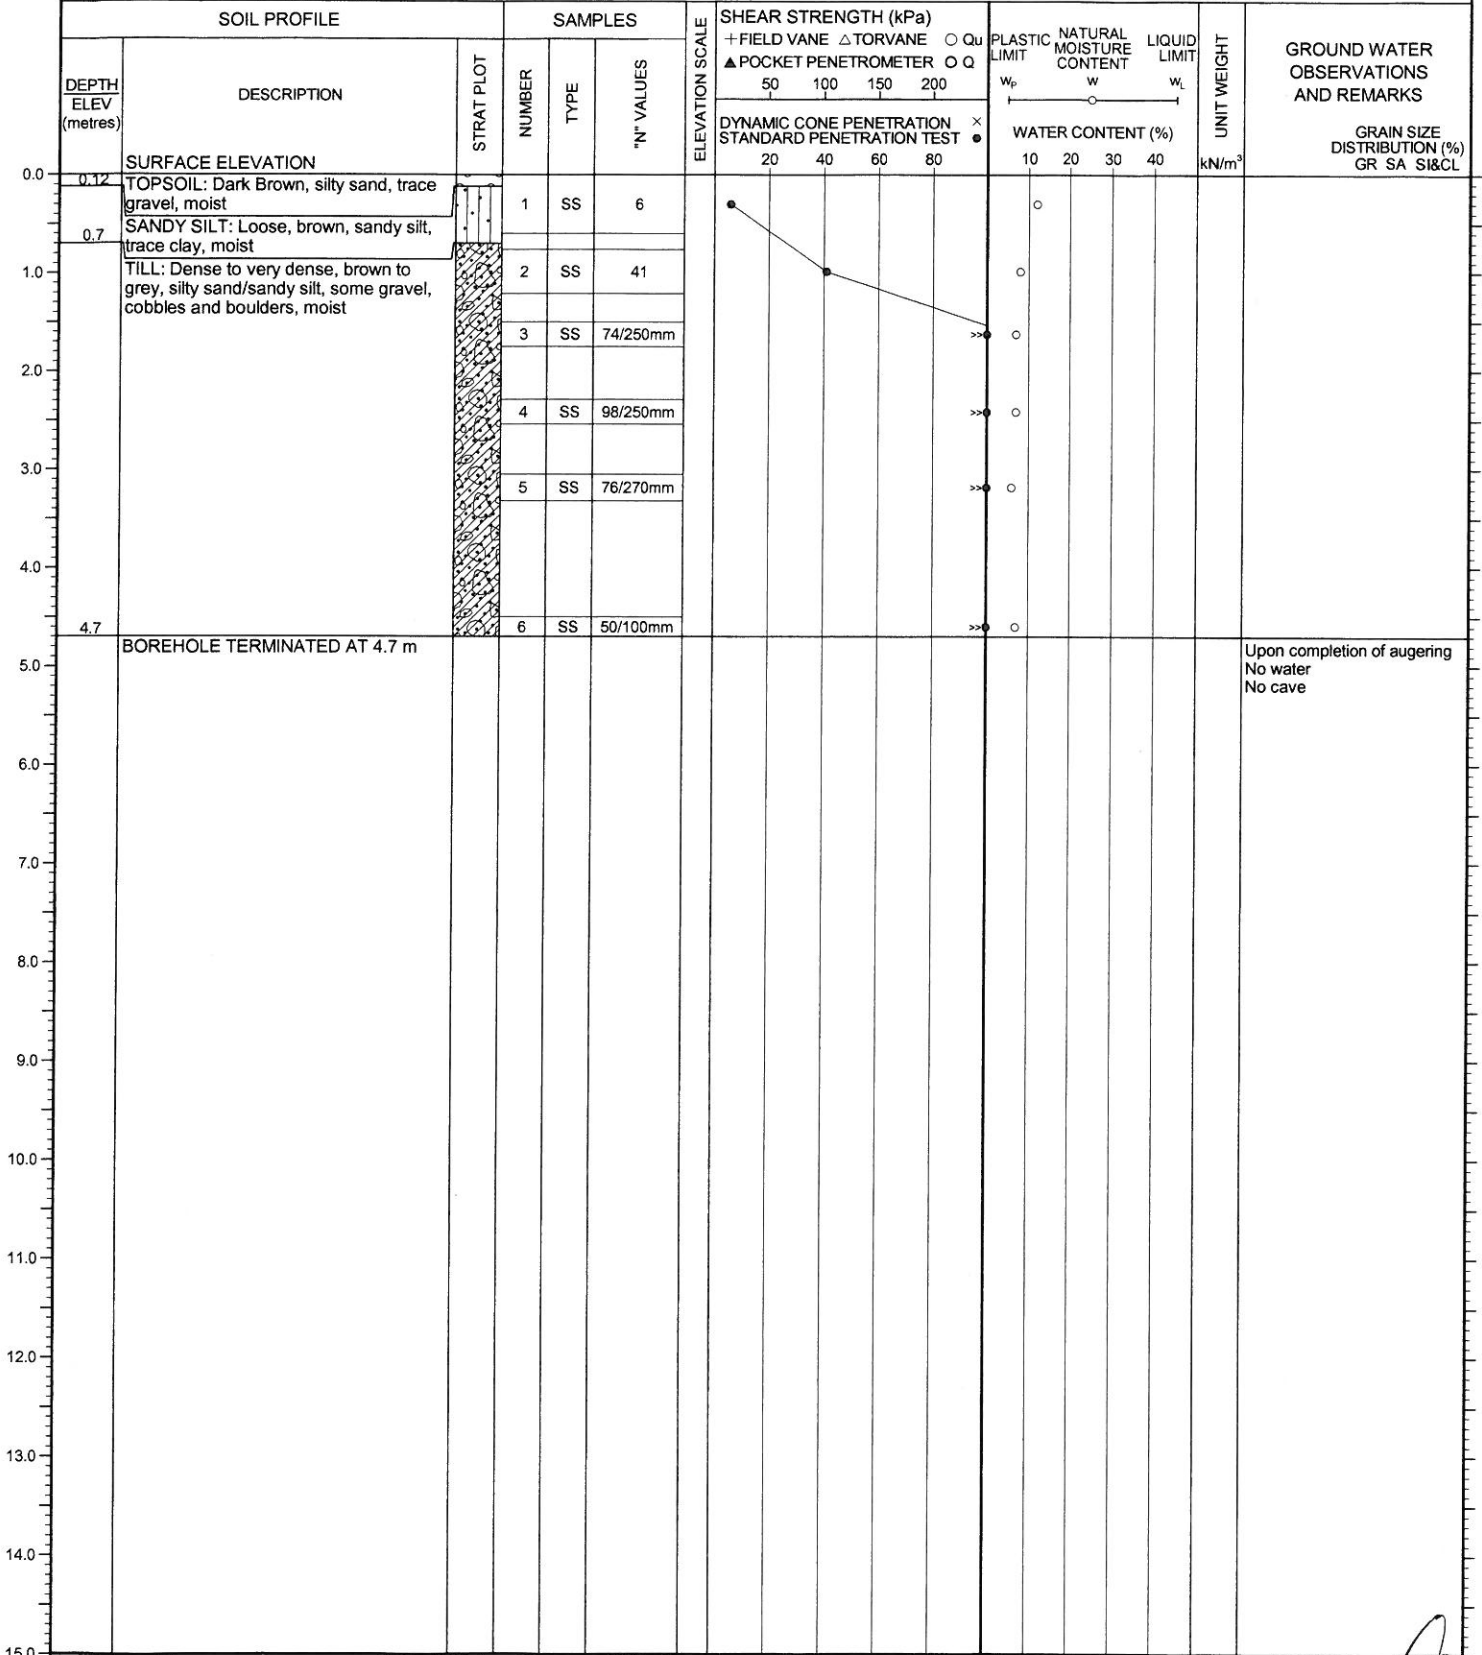 SOIL PROFILE
SAMPLES
DEPTH
ELEV
(metres)
DESCRIPTION
STRAT PLOT
NUMBER
TYPE
"N" VALUES
ELEVATION SCALE
SHEAR STRENGTH (kPa)
+FIELD VANE △TORVANE ○ Qu
▲POCKET PENETROMETER ○ Q
50 100 150 200
DYNAMIC CONE PENETRATION ×
STANDARD PENETRATION TEST ●
20 40 60 80
PLASTIC LIMIT
NATURAL MOISTURE CONTENT
LIQUID LIMIT
WP W WL
WATER CONTENT (%)
10 20 30 40
UNIT WEIGHT
kN/m³
GROUND WATER
OBSERVATIONS
AND REMARKS
GRAIN SIZE
DISTRIBUTION (%)
GR SA SI&CL
SURFACE ELEVATION
0.0
0.12
TOPSOIL: Dark Brown, silty sand, trace
gravel, moist
1 SS 6
0.7
SANDY SILT: Loose, brown, sandy silt,
trace clay, moist
1.0
TILL: Dense to very dense, brown to
grey, silty sand/sandy silt, some gravel,
cobbles and boulders, moist
2 SS 41
3 SS 74/250mm >>
2.0
4 SS 98/250mm >>
3.0
5 SS 76/270mm >>
4.0
4.7
6 SS 50/100mm >>
BOREHOLE TERMINATED AT 4.7 m
Upon completion of augering
No water
No cave
5.0
6.0
7.0
8.0
9.0
10.0
11.0
12.0
13.0
14.0
15.0